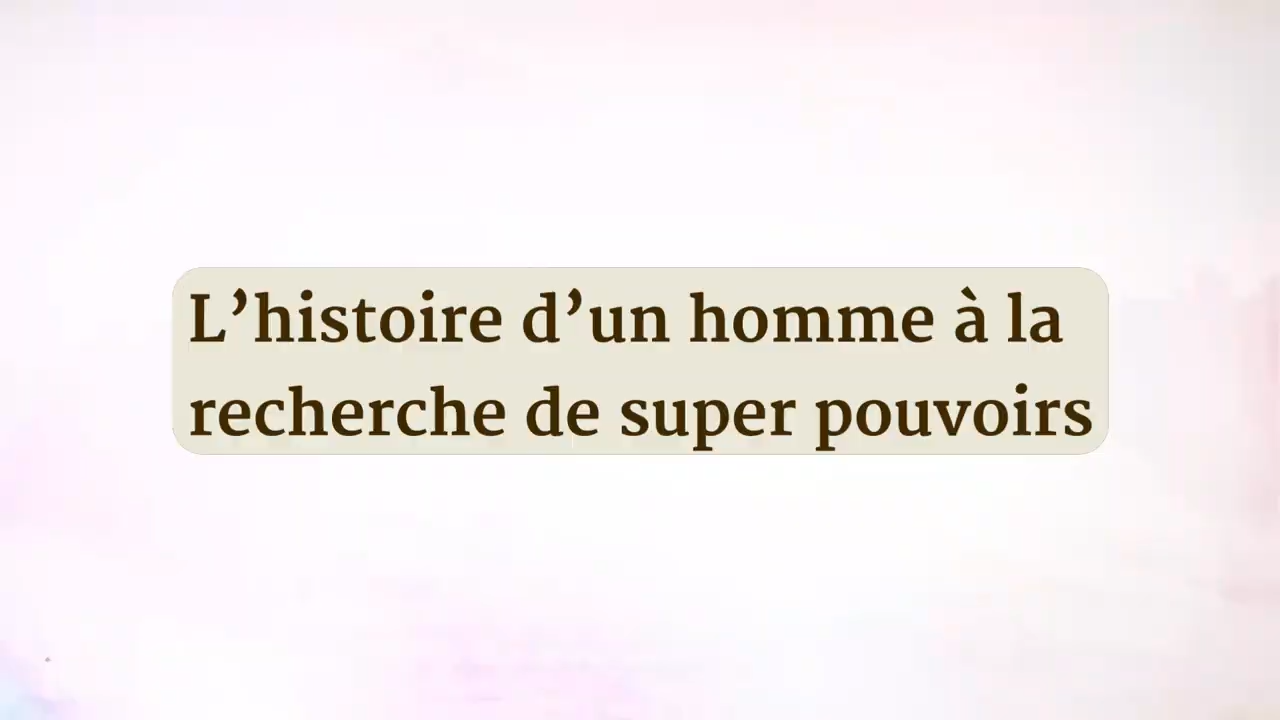 L’histoire d’un homme à la
recherche de super pouvoirs